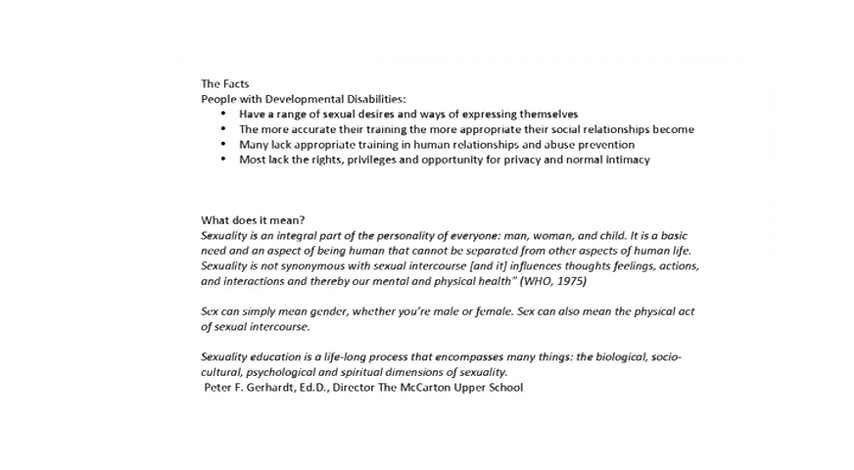 The Facts
People with Developmental Disabilities:
• Have a range of sexual desires and ways of expressing themselves
• The more accurate their training the more appropriate their social relationships become
• Many lack appropriate training in human relationships and abuse prevention
• Most lack the rights, privileges and opportunity for privacy and normal intimacy
What does it mean?
Sexuality is an integral part of the personality of everyone: man, woman, and child. It is a basic
need and an aspect of being human that cannot be separated from other aspects of human life.
Sexuality is not synonymous with sexual intercourse [and it] influences thoughts feelings, actions,
and interactions and thereby our mental and physical health” (WHO, 1975)
Sex can simply mean gender, whether you’re male or female. Sex can also mean the physical act
of sexual intercourse.
Sexuality education is a life-long process that encompasses many things: the biological, socio-
cultural, psychological and spiritual dimensions of sexuality.
Peter F. Gerhardt, Ed.D., Director The McCarton Upper School